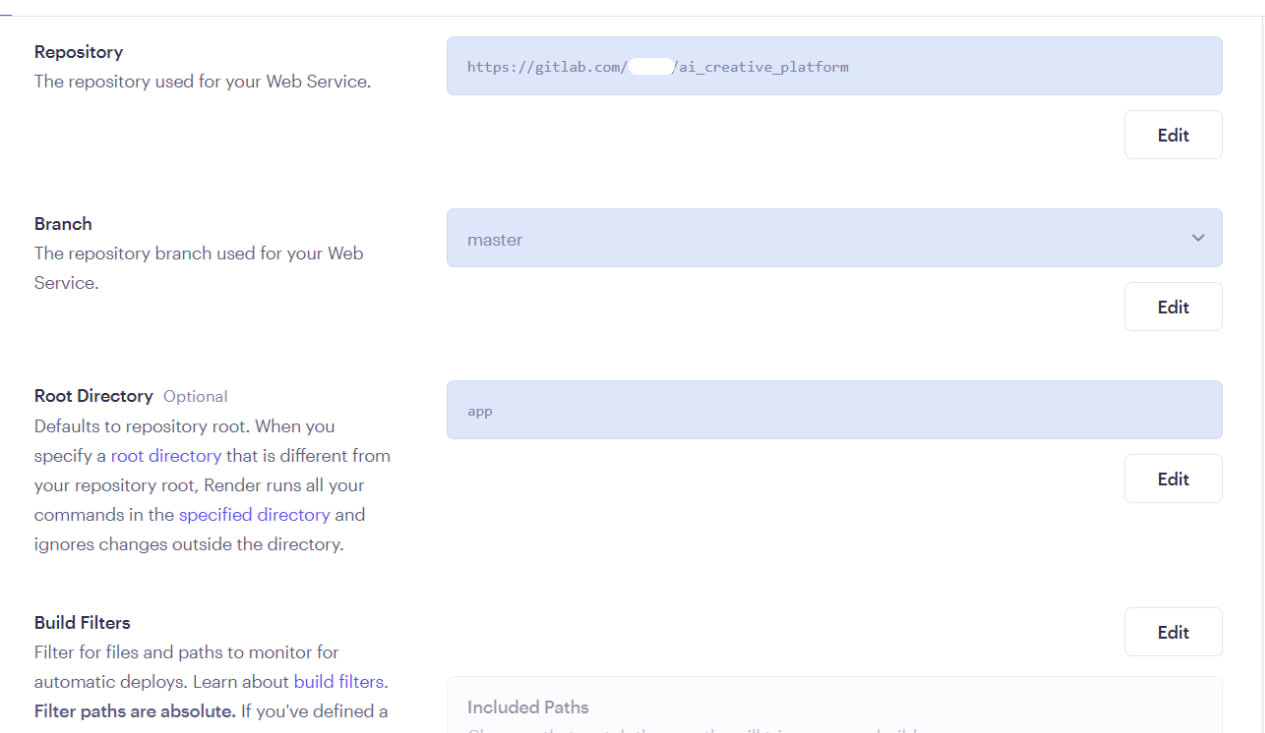 Repository
The repository used for your Web Service.
https://gitlab.com/ /ai_creative_platform
Edit
Branch
The repository branch used for your Web
Service.
master
Edit
Root Directory Optional
Defaults to repository root. When you
specify a root directory that is different from
your repository root, Render runs all your
commands in the specified directory and
ignores changes outside the directory.
app
Edit
Build Filters
Filter for files and paths to monitor for
automatic deploys. Learn about build filters.
Filter paths are absolute. If you've defined a
Edit
Included Paths